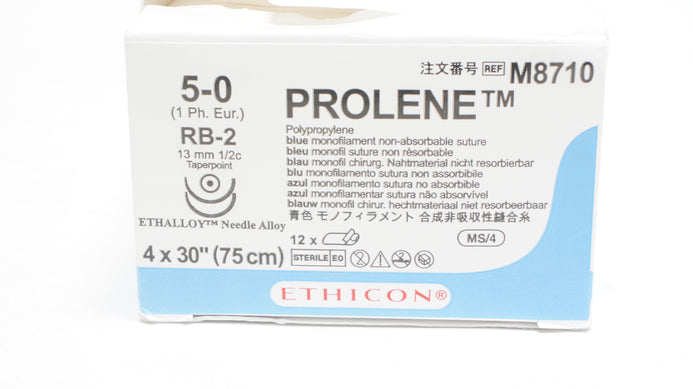 注文番号 REF M8710
5-0
(1 Ph. Eur.)
RB-2
13 mm 1/2c
Taperpoint
ETHALLOY™ Needle Alloy
4 x 30" (75 cm)
PROLENE™
Polypropylene
blue monofilament non-absorbable suture
bleu monofil suture non résorbable
blau monofil chirurg. Nahtmaterial nicht resorbierbar
blu monofilamento sutura non assorbibile
azul monofilamento sutura no absorbible
azul monofilamentar sutura não absorvível
blauw monofil chirur. hechtmateriaal niet resorbeerbaar
青色 モノフィラメント 合成非吸収性縫合糸
12 x
MS/4
STERILE EO
ETHICON®